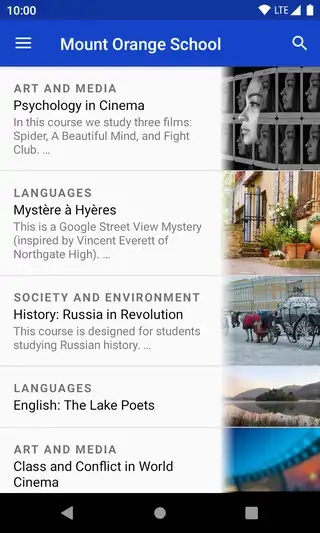 10:00
LTE
Mount Orange School
ART AND MEDIA
Psychology in Cinema
In this course we study three films:
Spider, A Beautiful Mind, and Fight
Club. …
LANGUAGES
Mystère à Hyères
This is a Google Street View Mystery
(inspired by Vincent Everett of
Northgate High). …
SOCIETY AND ENVIRONMENT
History: Russia in Revolution
This course is designed for students
studying Russian history. …
LANGUAGES
English: The Lake Poets
ART AND MEDIA
Class and Conflict in World
Cinema